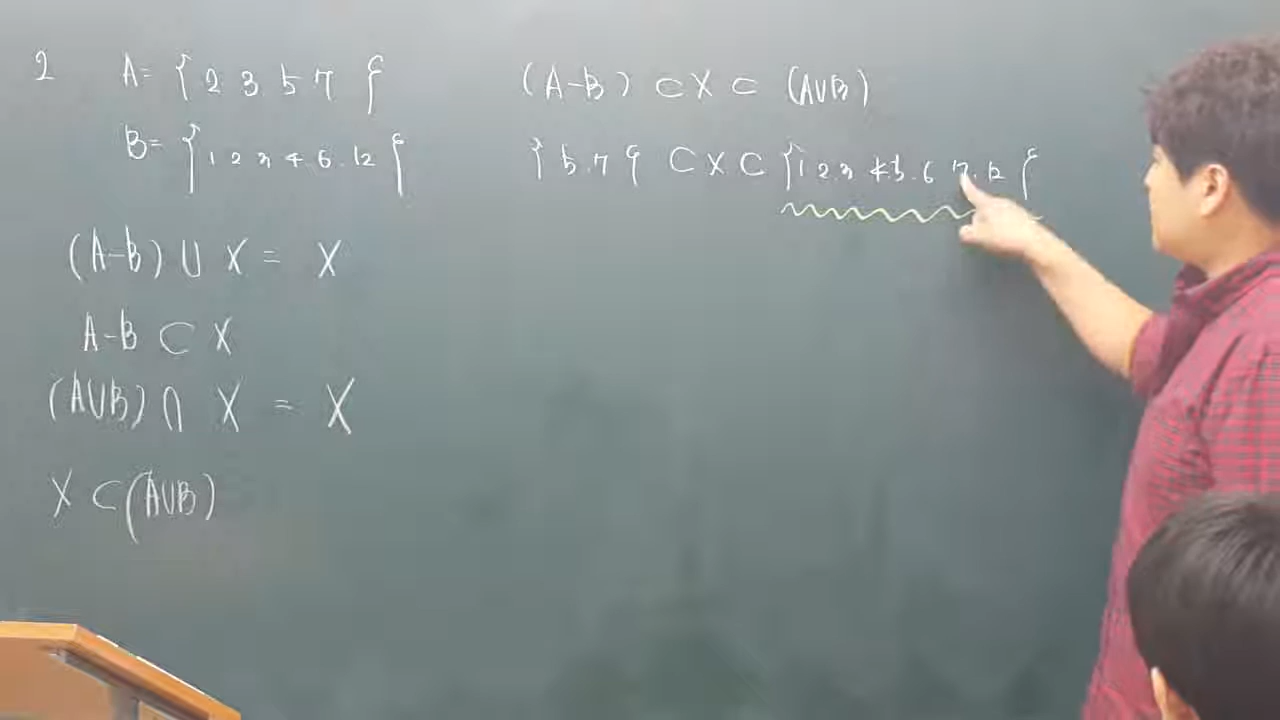 2 A= { 2 3 5 7 }
B= { 1 2 3 4 . 6 . 12 }
(A-B) ∪ X = X
A-B ⊂ X
(A∪B) ∩ X = X
X ⊂ (A∪B)
(A-B) ⊂ X ⊂ (A∪B)
{ 5.7 } ⊂ X ⊂ { 1 2.3 4.5.6 7.12 }